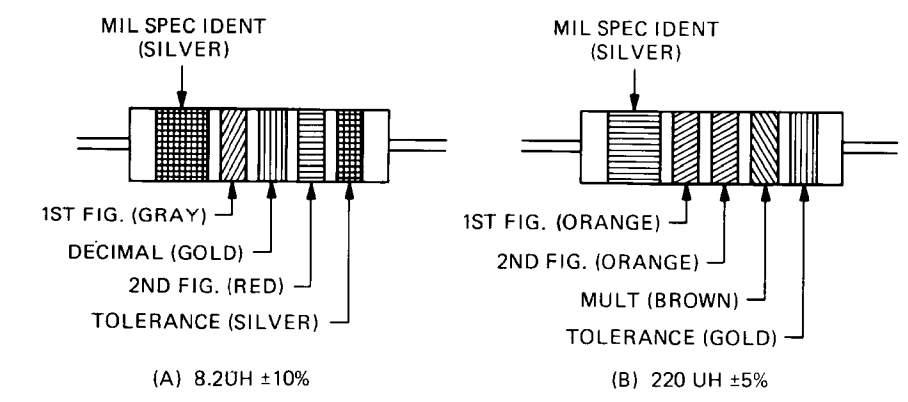 MIL SPEC IDENT
(SILVER)
1ST FIG. (GRAY)
DECIMAL (GOLD)
2ND FIG. (RED)
TOLERANCE (SILVER)
(A) 8.2UH ±10%
MIL SPEC IDENT
(SILVER)
1ST FIG. (ORANGE)
2ND FIG. (ORANGE)
MULT (BROWN)
TOLERANCE (GOLD)
(B) 220 UH ±5%